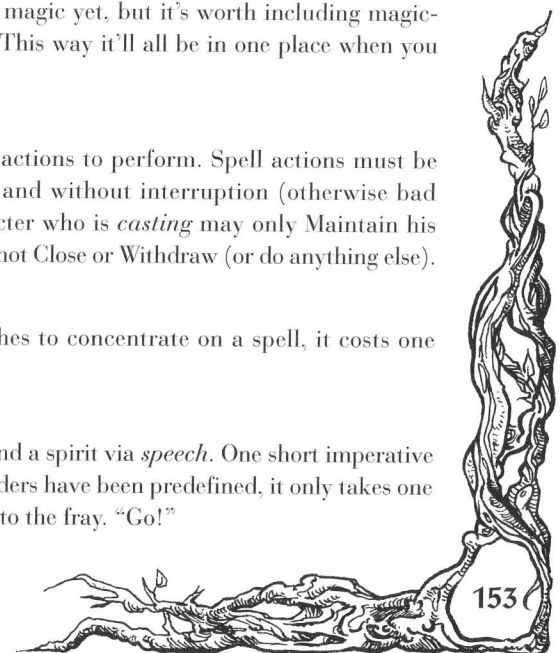 magic yet, but it’s worth including magic-
This way it’ll all be in one place when you
actions to perform. Spell actions must be
and without interruption (otherwise bad
cter who is casting may only Maintain his
not Close or Withdraw (or do anything else).
hes to concentrate on a spell, it costs one
nd a spirit via speech. One short imperative
ders have been predefined, it only takes one
to the fray. “Go!”
153